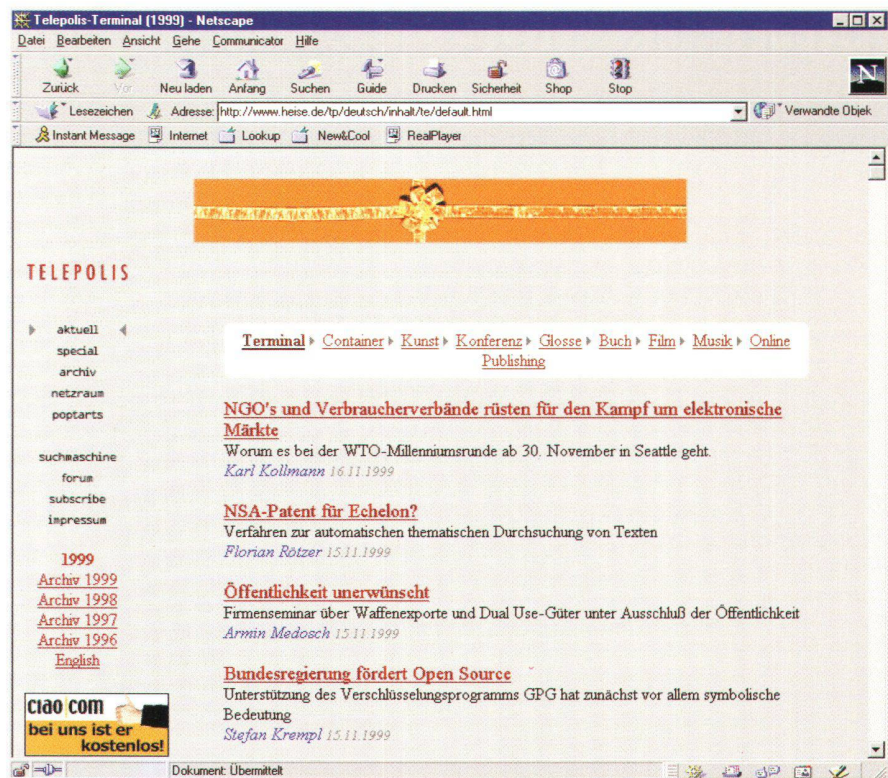 Telepolis-Terminal (1999) - Netscape
Datei Bearbeiten Ansicht Gehe Communicator Hilfe
Zurück Vor Neu laden Anfang Suchen Guide Drucken Sicherheit Shop Stop
N
Lesezeichen Adresse: http://www.heise.de/tp/deutsch/inhalt/te/default.html Verwandte Objek
Instant Message Internet Lookup New&Cool RealPlayer
TELEPOLIS
aktuell
special
archiv
netzraum
poptarts
suchmaschine
forum
subscribe
impressum
1999
Archiv 1999
Archiv 1998
Archiv 1997
Archiv 1996
English
ciao com
bei uns ist er
kostenlos!
Terminal Container Kunst Konferenz Glosse Buch Film Musik Online
Publishing
NGO's und Verbraucherverbände rüsten für den Kampf um elektronische
Märkte
Worum es bei der WTO-Millenniumsrunde ab 30. November in Seattle geht.
Karl Kollmann 16.11.1999
NSA-Patent für Echelon?
Verfahren zur automatischen thematischen Durchsuchung von Texten
Florian Rötzer 15.11.1999
Öffentlichkeit unerwünscht
Firmenseminar über Waffenexporte und Dual Use-Güter unter Ausschluß der Öffentlichkeit
Armin Medosch 15.11.1999
Bundesregierung fördert Open Source
Unterstützung des Verschlüsselungsprogramms GPG hat zunächst vor allem symbolische
Bedeutung
Stefan Krempl 15.11.1999
Dokument: Übermittelt